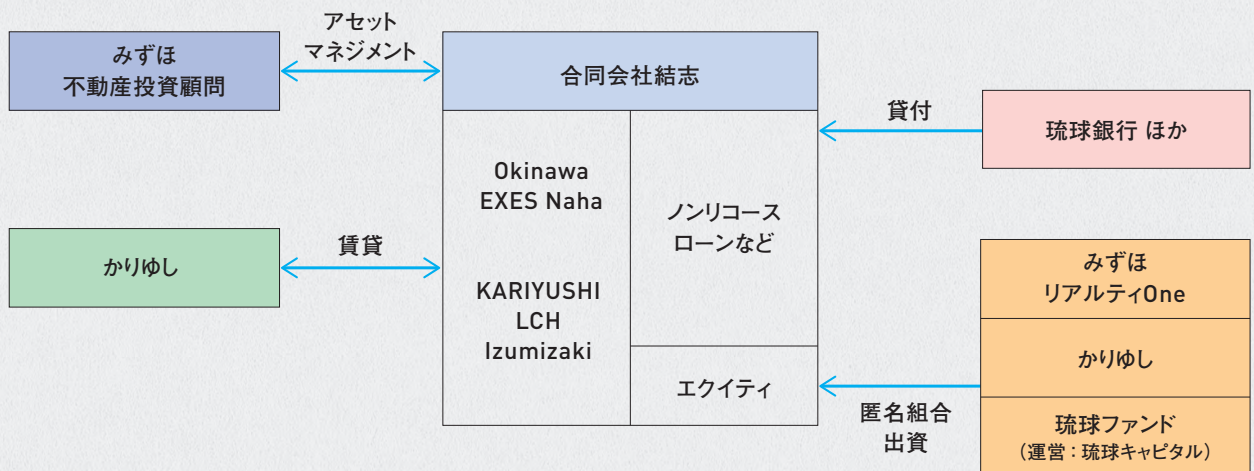 アセット
マネジメント
みずほ
不動産投資顧問
合同会社結志
貸付
琉球銀行 ほか
Okinawa
EXES Naha
KARIYUSHI
LCH
Izumizaki
ノンリコース
ローンなど
エクイティ
賃貸
かりゆし
みずほ
リアルティOne
かりゆし
琉球ファンド
（運営：琉球キャピタル）
匿名組合
出資